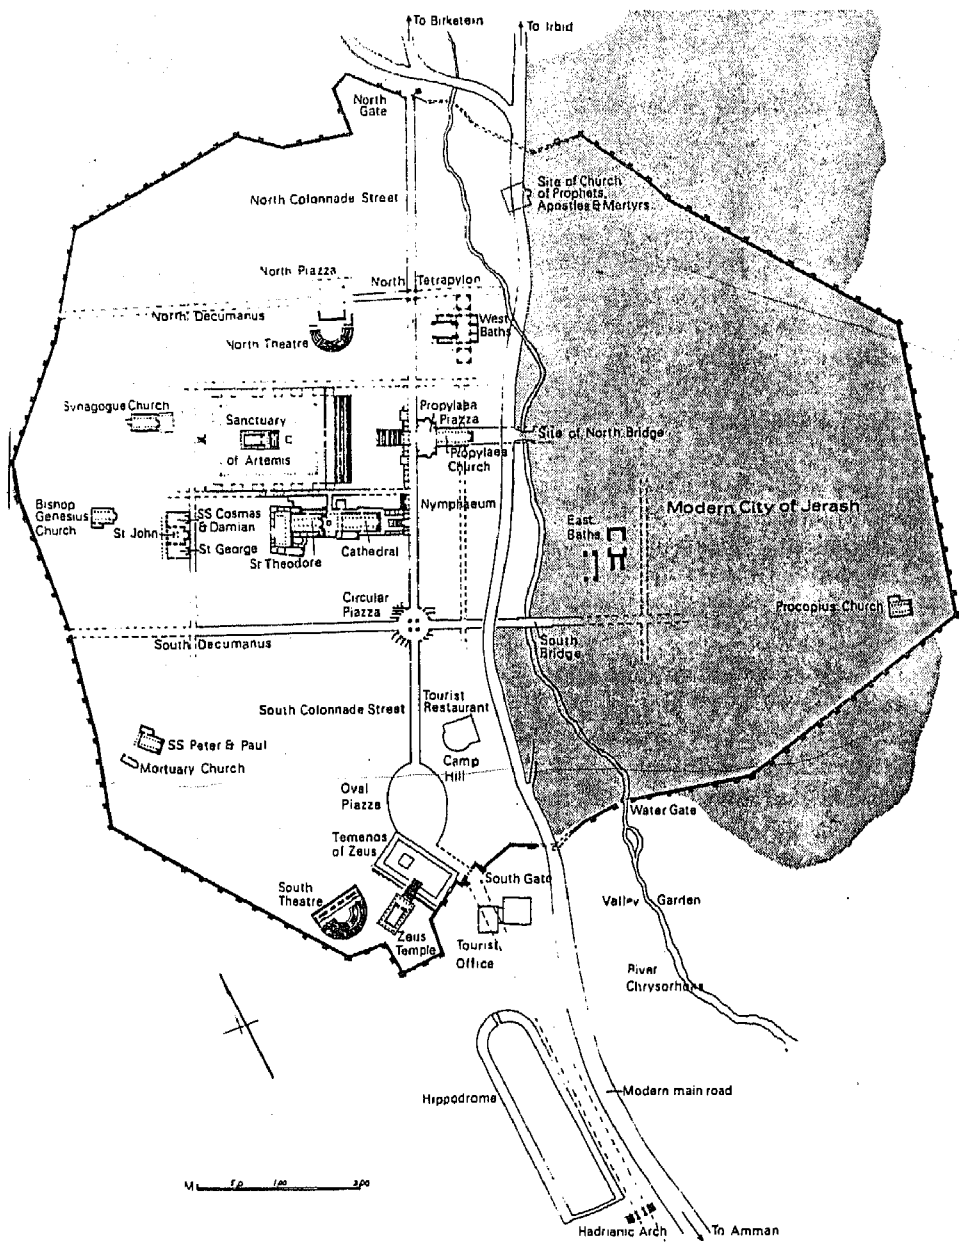 To Birketein
To Irbid
North
Gate
Site of Church
of Prophets,
Apostles & Martyrs
North Colonnade Street
North Piazza
North Tetrapylon
North Decumanus
West
Baths
North Theatre
Synagogue Church
Propylaea
Piazza
Sanctuary
of Artemis
C
Site of North Bridge
Propylaea
Church
Bishop
Genesius
Church
SS Cosmas
& Damian
St John
St George
Nymphaeum
Modern City of Jerash
East
Baths
Cathedral
St Theodore
Circular
Piazza
Procopius Church
South Decumanus
South
Bridge
South Colonnade Street
Tourist
Restaurant
SS Peter & Paul
Mortuary Church
Camp
Hill
Oval
Piazza
Water Gate
Temenos
of Zeus
South Gate
South
Theatre
Valley Garden
Zeus
Temple
Tourist
Office
River
Chrysorhoas
Hippodrome
Modern main road
M 50 100 200
Hadrianic Arch
To Amman